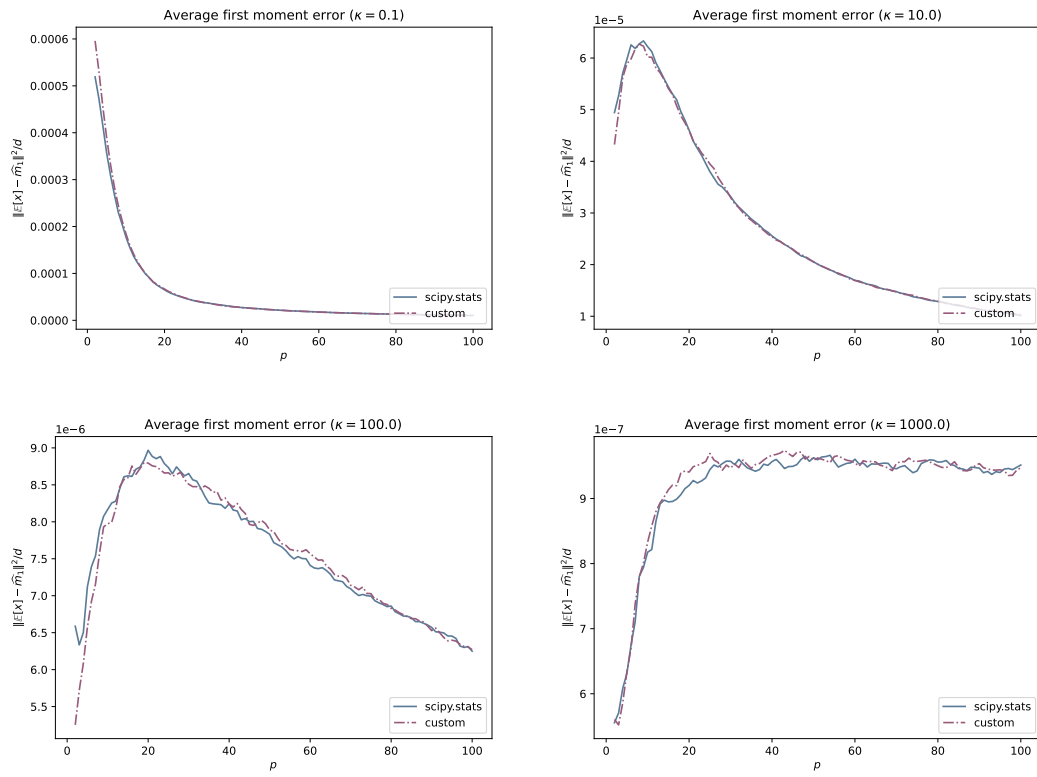 Average first moment error (κ = 0.1)
0.0006
0.0005
0.0004
0.0003
0.0002
0.0001
0.0000
‖𝔼[x] − m̂₁‖²/d
scipy.stats
custom
0 20 40 60 80 100
p
Average first moment error (κ = 10.0)
1e−5
6
5
4
3
2
1
‖𝔼[x] − m̂₁‖²/d
scipy.stats
custom
0 20 40 60 80 100
p
Average first moment error (κ = 100.0)
1e−6
9.0
8.5
8.0
7.5
7.0
6.5
6.0
5.5
‖𝔼[x] − m̂₁‖²/d
scipy.stats
custom
0 20 40 60 80 100
p
Average first moment error (κ = 1000.0)
1e−7
9
8
7
6
‖𝔼[x] − m̂₁‖²/d
scipy.stats
custom
0 20 40 60 80 100
p